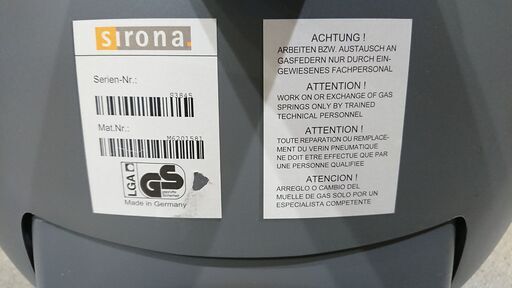 sirona.
Serien-Nr.:
03845
Mat.Nr.:
M6201581
LGA
GS
geprüfte
Sicherheit
Made in Germany
ACHTUNG !
ARBEITEN BZW. AUSTAUSCH AN
GASFEDERN NUR DURCH EIN-
GEWIESENES FACHPERSONAL
ATTENTION !
WORK ON OR EXCHANGE OF GAS
SPRINGS ONLY BY TRAINED
TECHNICAL PERSONNEL
ATTENTION !
TOUTE REPARATION OU REMPLACE-
MENT DU VERIN PNEUMATIQUE
NE DOIT ETRE EFFECTUE QUE PAR
UNE PERSONNE QUALIFIEE
ATENCION !
ARREGLO O CAMBIO DEL
MUELLE DE GAS SOLO POR UN
ESPECIALISTA COMPETENTE